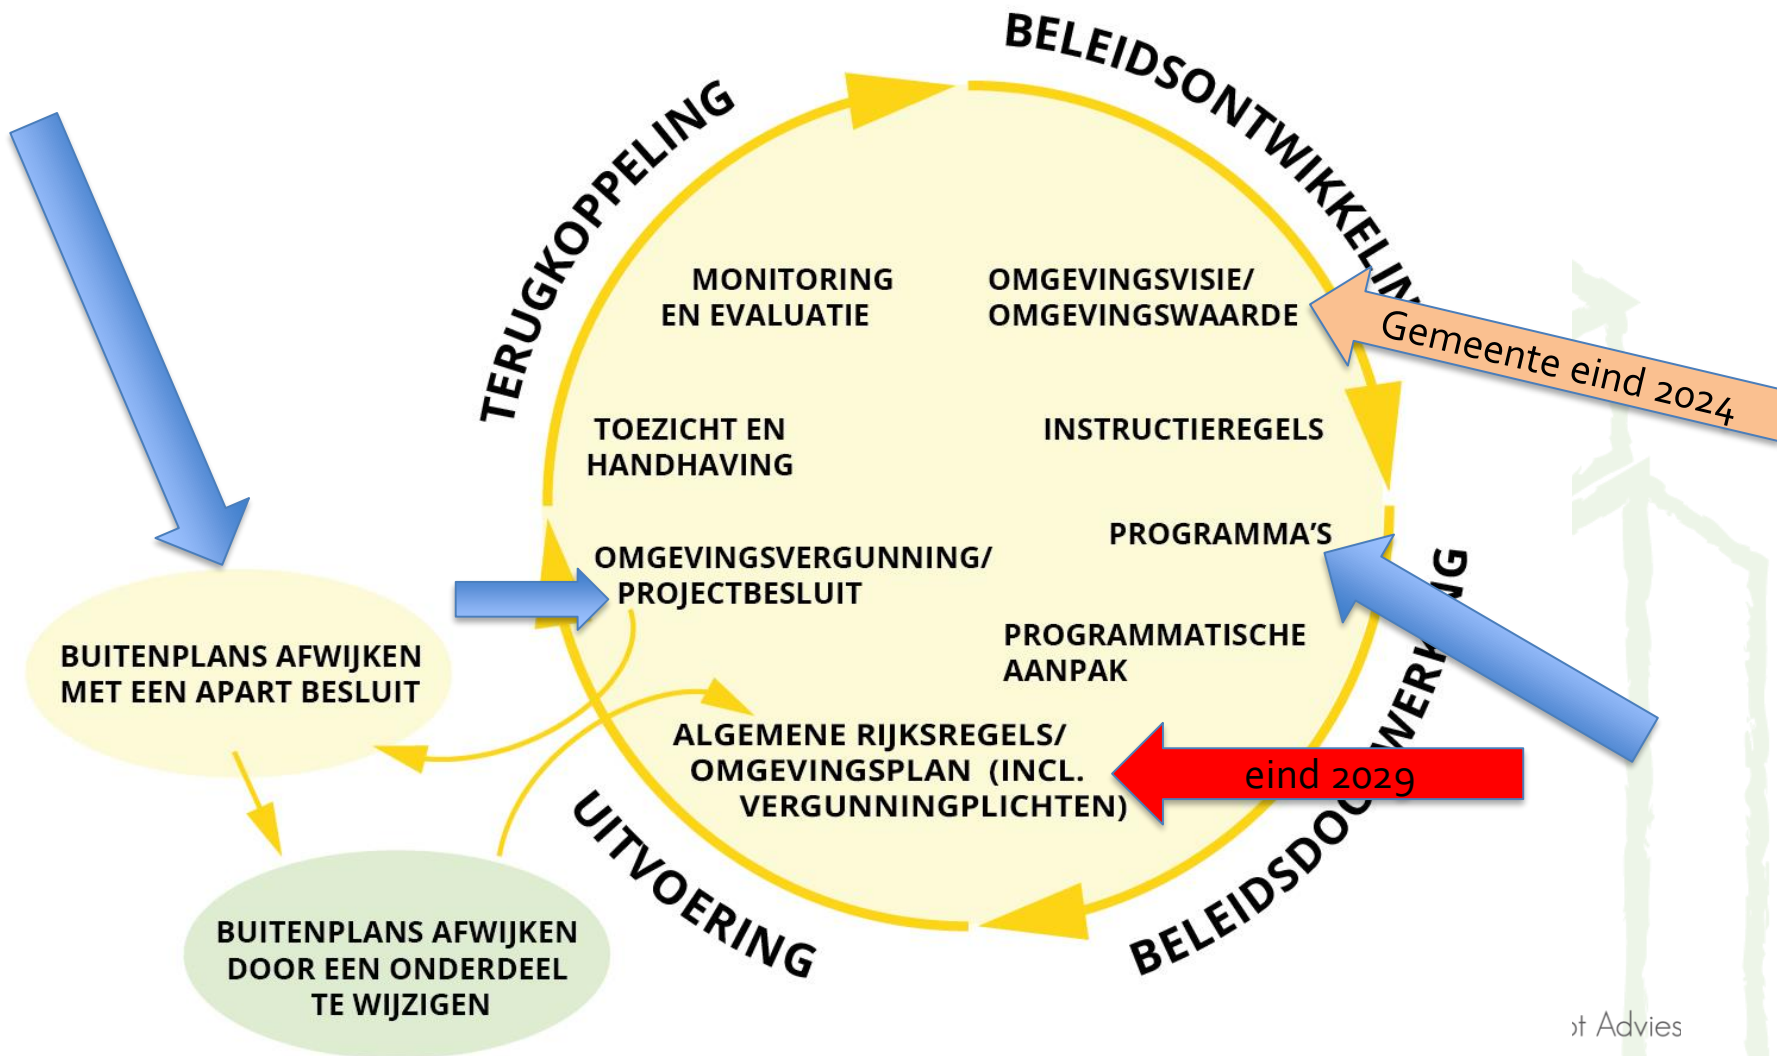 BELEIDSONTWIKKELIN
TERUGKOPPELING
MONITORING
EN EVALUATIE
OMGEVINGSVISIE/
OMGEVINGSWAARDE
Gemeente eind 2024
TOEZICHT EN
HANDHAVING
INSTRUCTIEREGELS
PROGRAMMA'S
OMGEVINGSVERGUNNING/
PROJECTBESLUIT
PROGRAMMATISCHE
AANPAK
BUITENPLANS AFWIJKEN
MET EEN APART BESLUIT
ALGEMENE RIJKSREGELS/
OMGEVINGSPLAN (INCL.
VERGUNNINGPLICHTEN)
eind 2029
UITVOERING
BELEIDSDOORWERKING
BUITENPLANS AFWIJKEN
DOOR EEN ONDERDEEL
TE WIJZIGEN
Advies